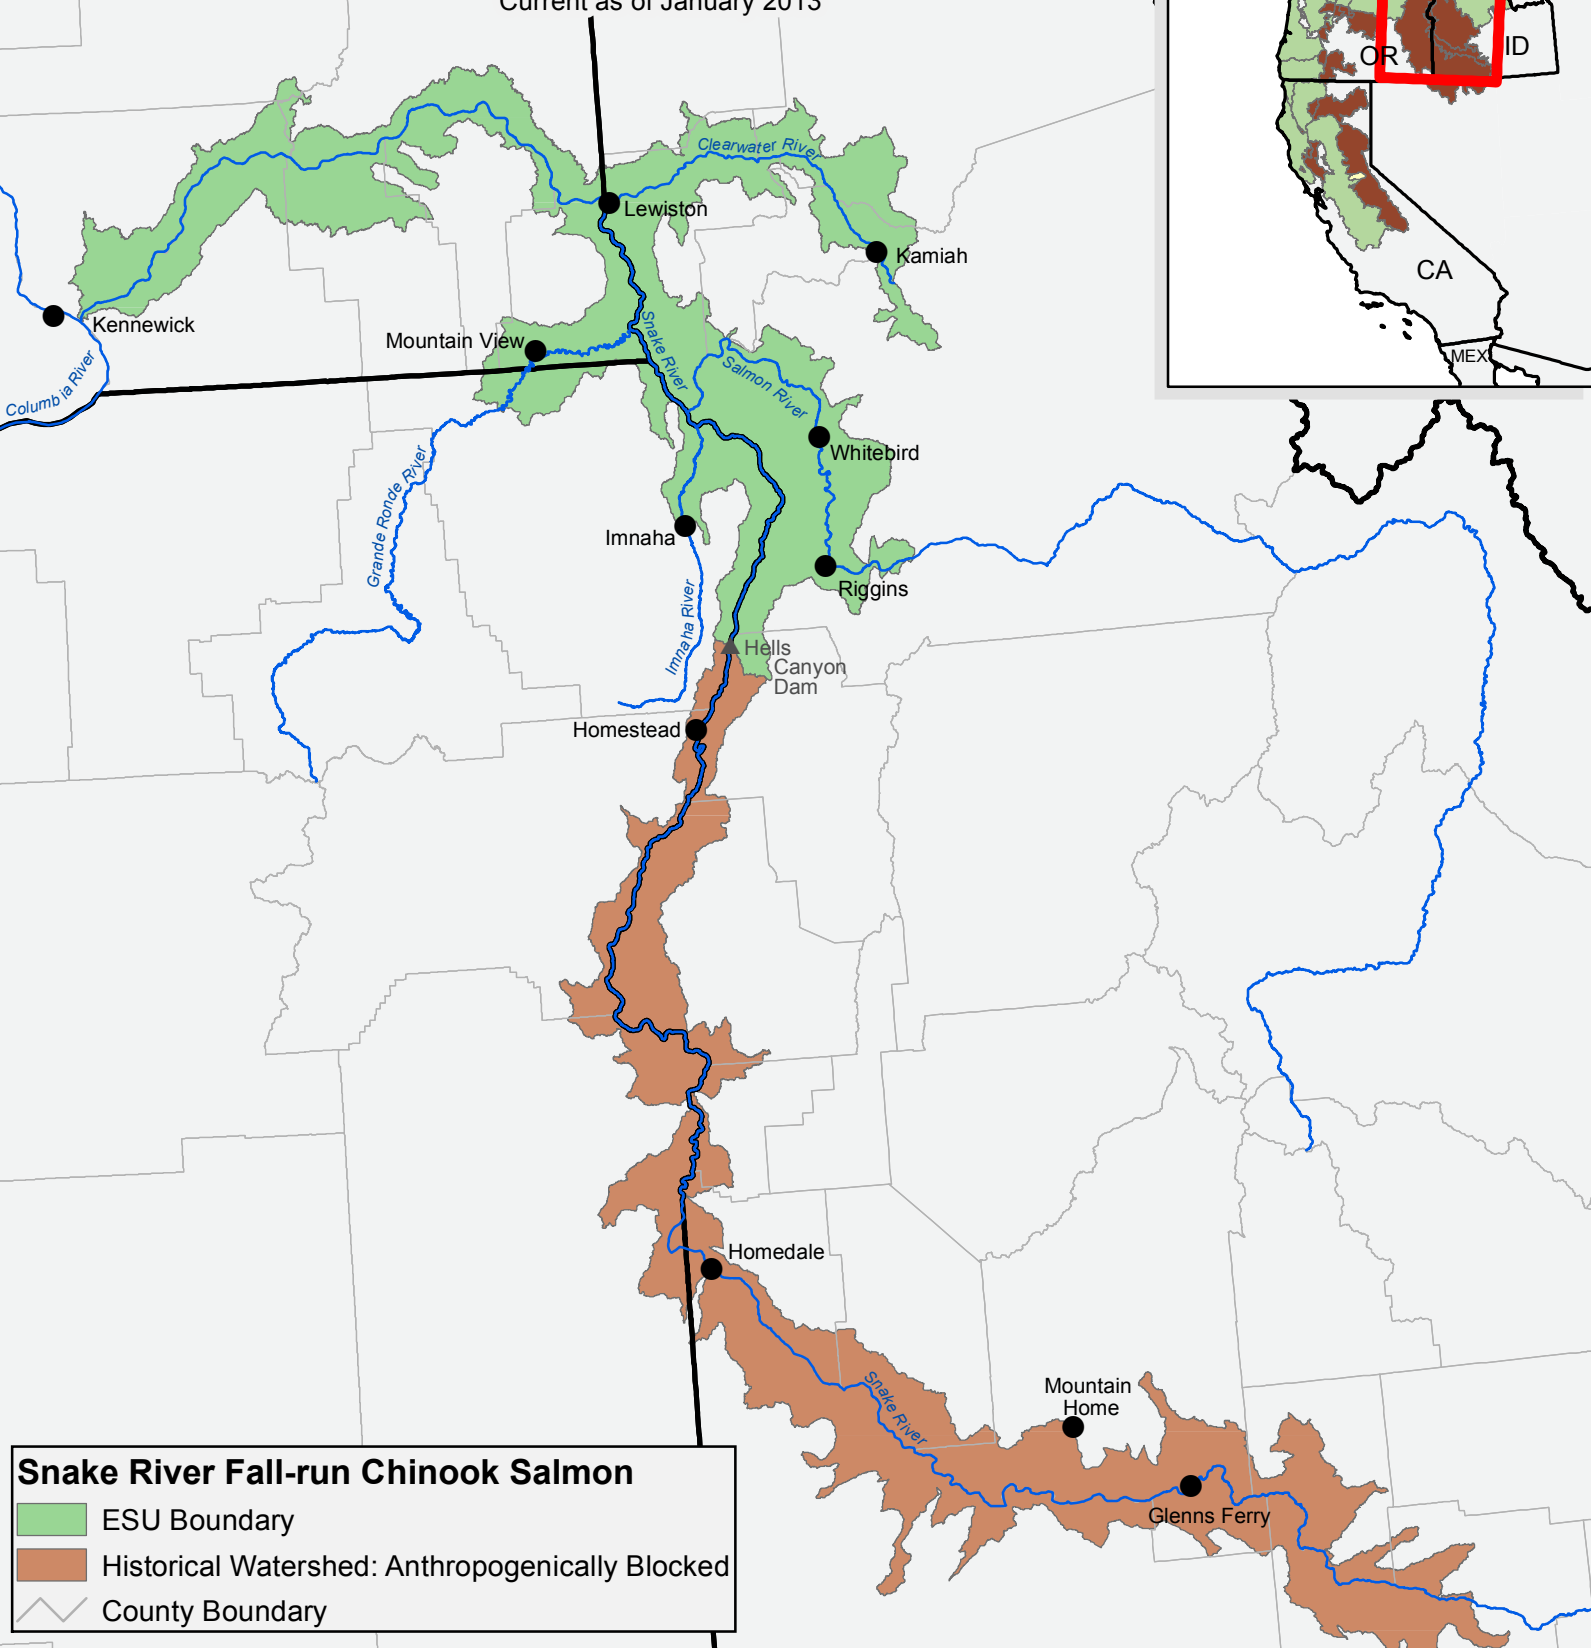 Current as of January 2013
OR
ID
CA
MEX
Clearwater River
Lewiston
Kamiah
Kennewick
Columbia River
Mountain View
Snake River
Salmon River
Whitebird
Grande Ronde River
Imnaha
Riggins
Imnaha River
Hells
Canyon
Dam
Homestead
Homedale
Snake River
Mountain
Home
Glenns Ferry
Snake River Fall-run Chinook Salmon
ESU Boundary
Historical Watershed: Anthropogenically Blocked
County Boundary